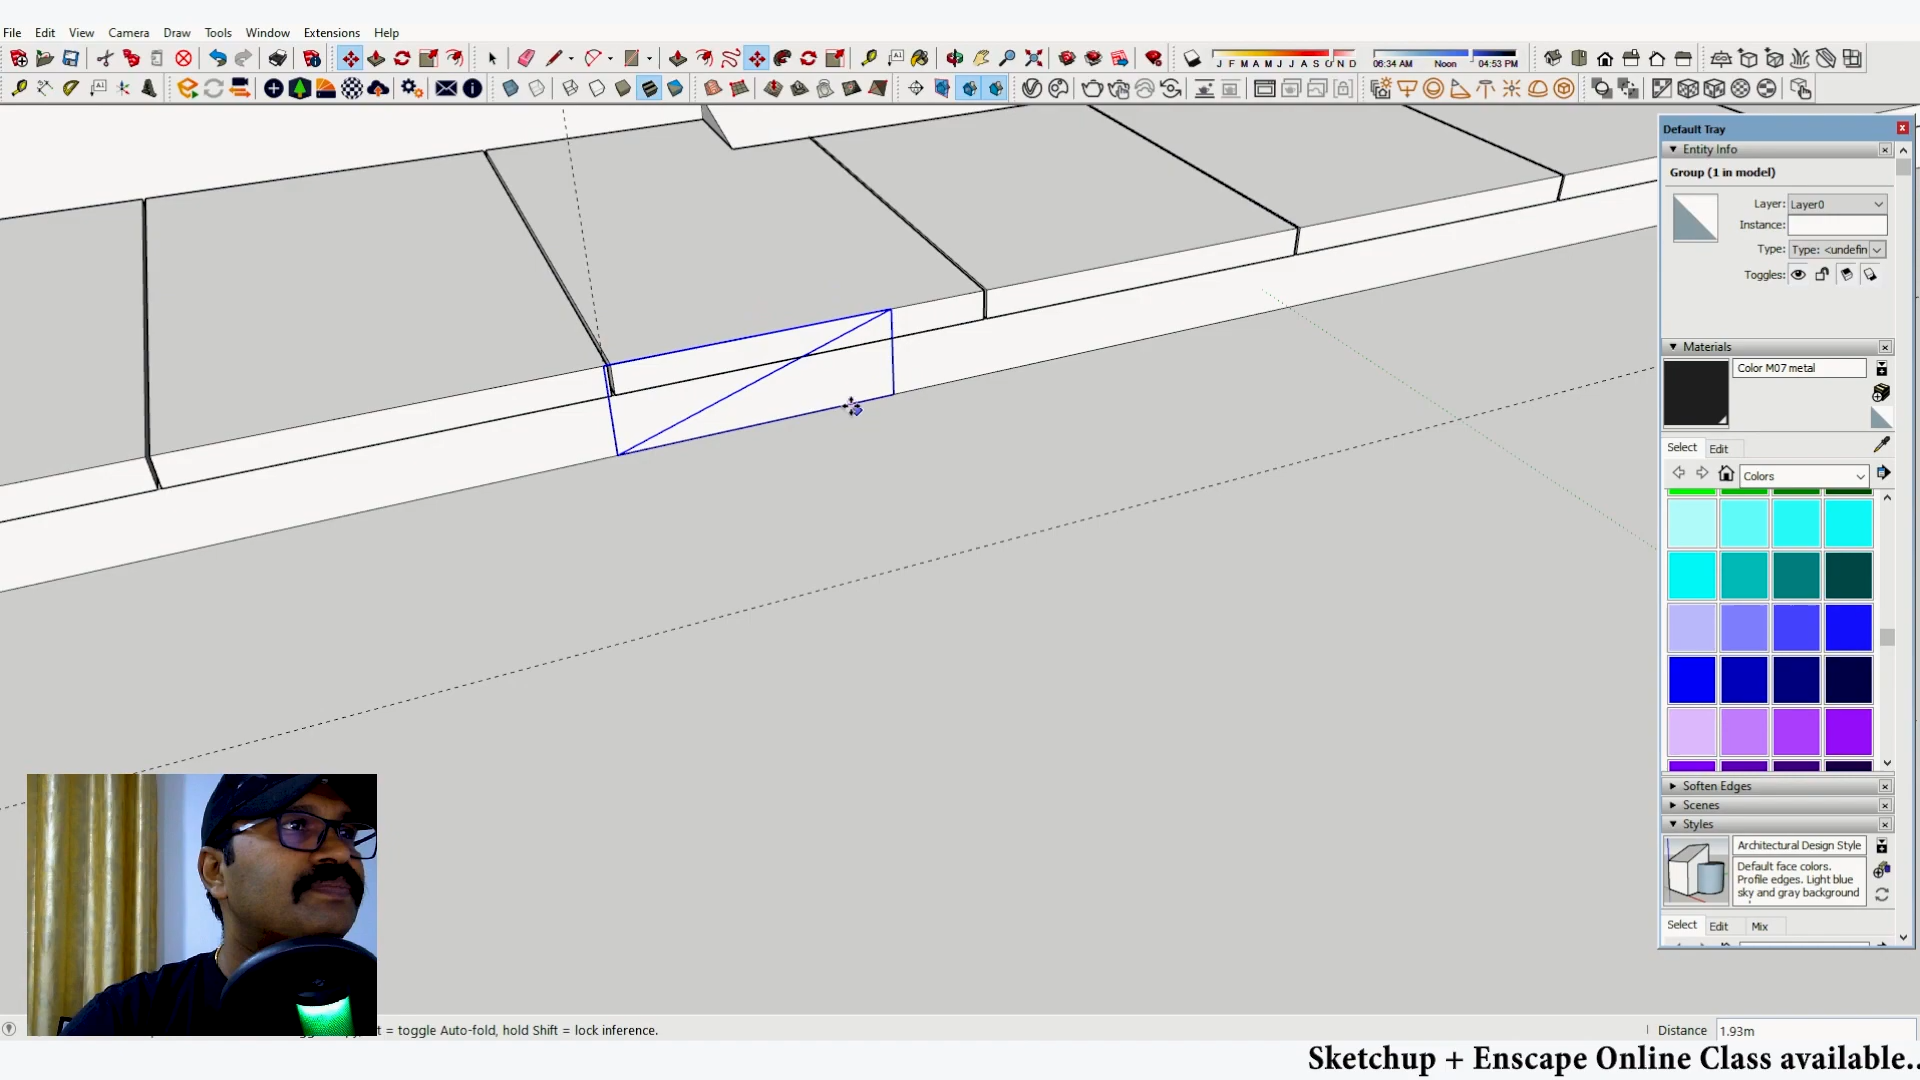 File Edit View Camera Draw Tools Window Extensions Help
J F M A M J J A S O N D 06:34 AM Noon 04:53 PM
Default Tray
Entity Info
Group (1 in model)
Layer: Layer0
Instance:
Type: Type: <undefin
Toggles:
Materials
Color M07 metal
Select Edit
Colors
Soften Edges
Scenes
Styles
Architectural Design Style
Default face colors.
Profile edges. Light blue
sky and gray background
Select Edit Mix
= toggle Auto-fold, hold Shift = lock inference.
Distance 1.93m
Sketchup + Enscape Online Class available..